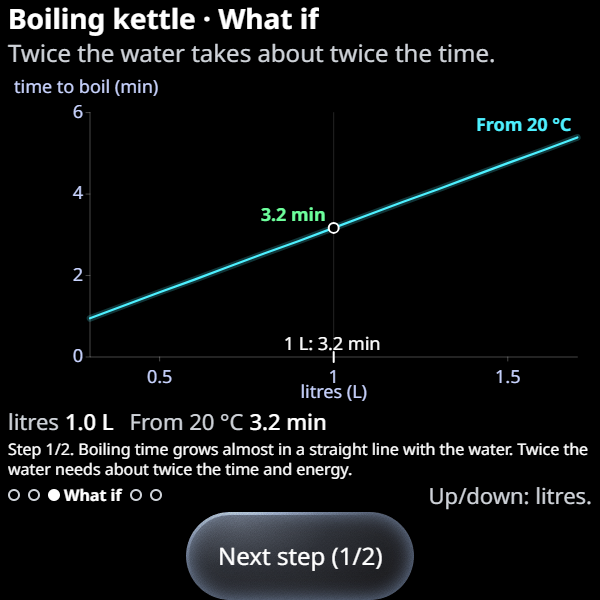 Boiling kettle · What if
Twice the water takes about twice the time.
time to boil (min)
6
From 20 °C
4
3.2 min
2
1 L: 3.2 min
0
0.5
1
1.5
litres (L)
litres 1.0 L From 20 °C 3.2 min
Step 1/2. Boiling time grows almost in a straight line with the water. Twice the
water needs about twice the time and energy.
What if
Up/down: litres.
Next step (1/2)